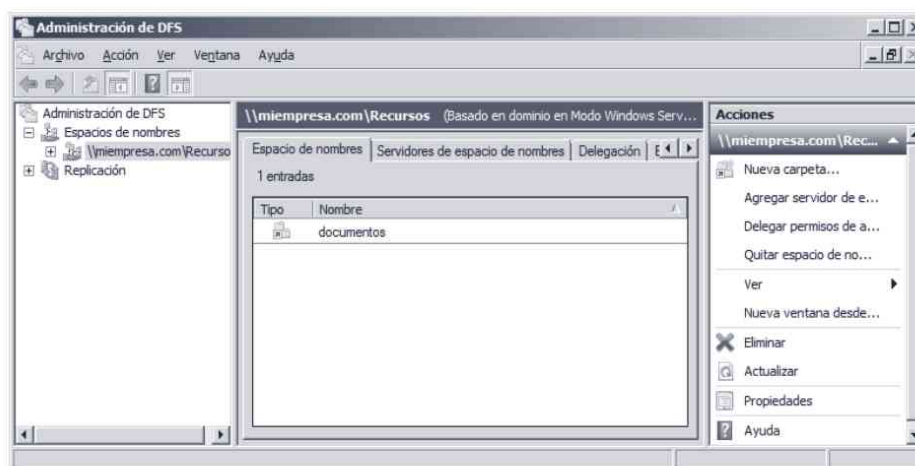 Administración de DFS
Archivo Acción Ver Ventana Ayuda
Administración de DFS
Espacios de nombres
\\miempresa.com\Recurso
Replicación
\\miempresa.com\Recursos (Basado en dominio en Modo Windows Serv...
Espacio de nombres Servidores de espacio de nombres Delegación E
1 entradas
Tipo Nombre
documentos
Acciones
\\miempresa.com\Rec...
Nueva carpeta...
Agregar servidor de e...
Delegar permisos de a...
Quitar espacio de no...
Ver
Nueva ventana desde...
Eliminar
Actualizar
Propiedades
Ayuda